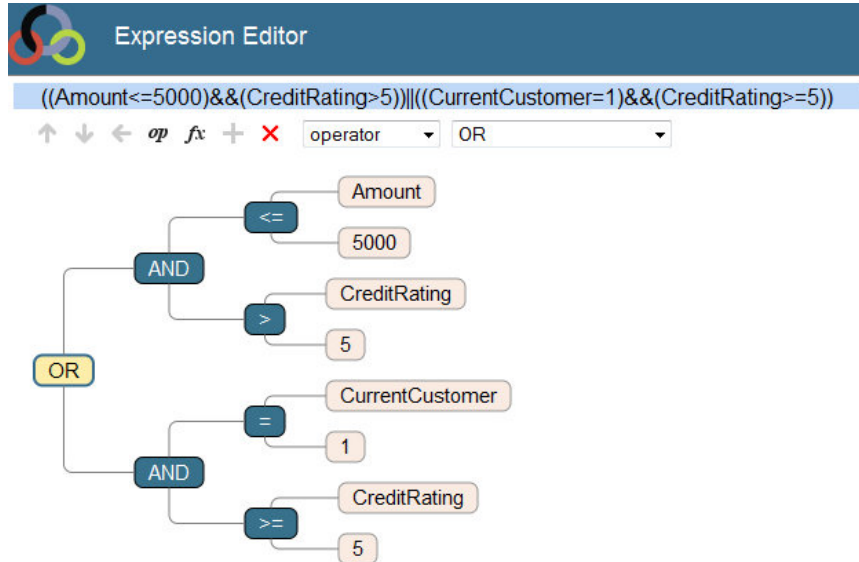 Expression Editor
((Amount<=5000)&&(CreditRating>5))||((CurrentCustomer=1)&&(CreditRating>=5))
op fx operator OR
Amount
<=
5000
AND
CreditRating
>
5
OR
CurrentCustomer
=
1
AND
CreditRating
>=
5